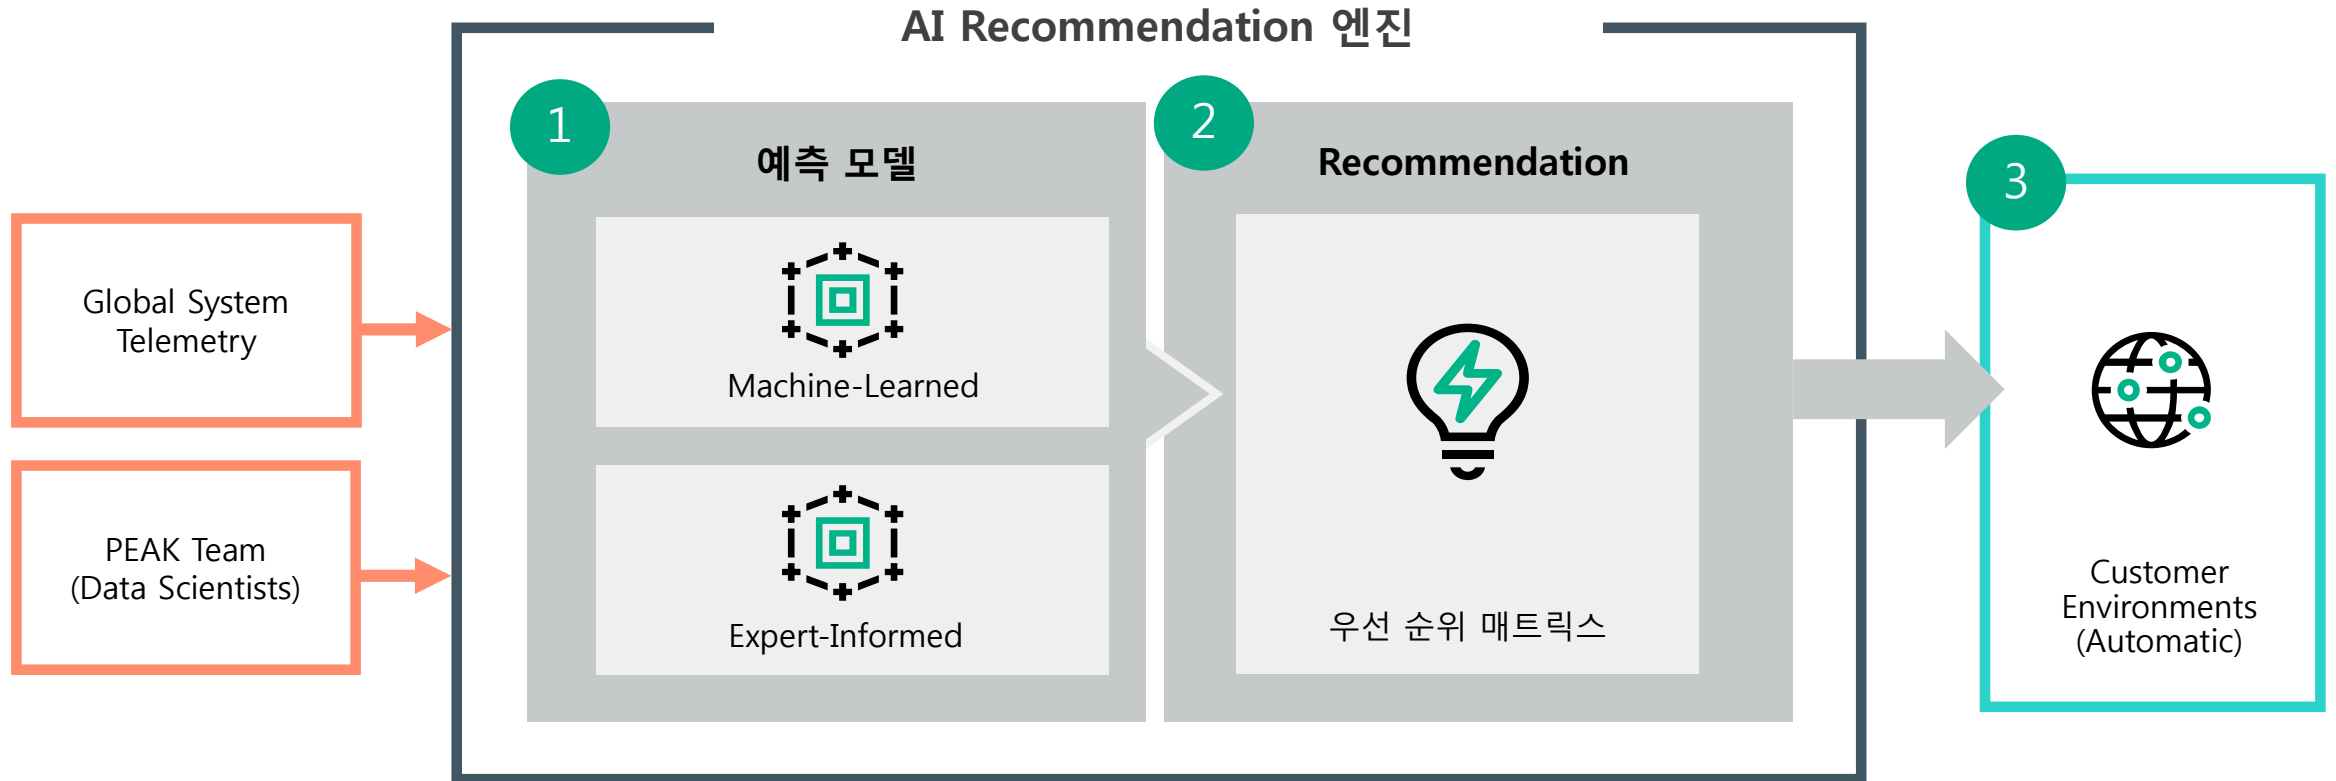 AI Recommendation 엔진
Global System
Telemetry
PEAK Team
(Data Scientists)
1
예측 모델
Machine-Learned
Expert-Informed
2
Recommendation
우선 순위 매트릭스
3
Customer
Environments
(Automatic)